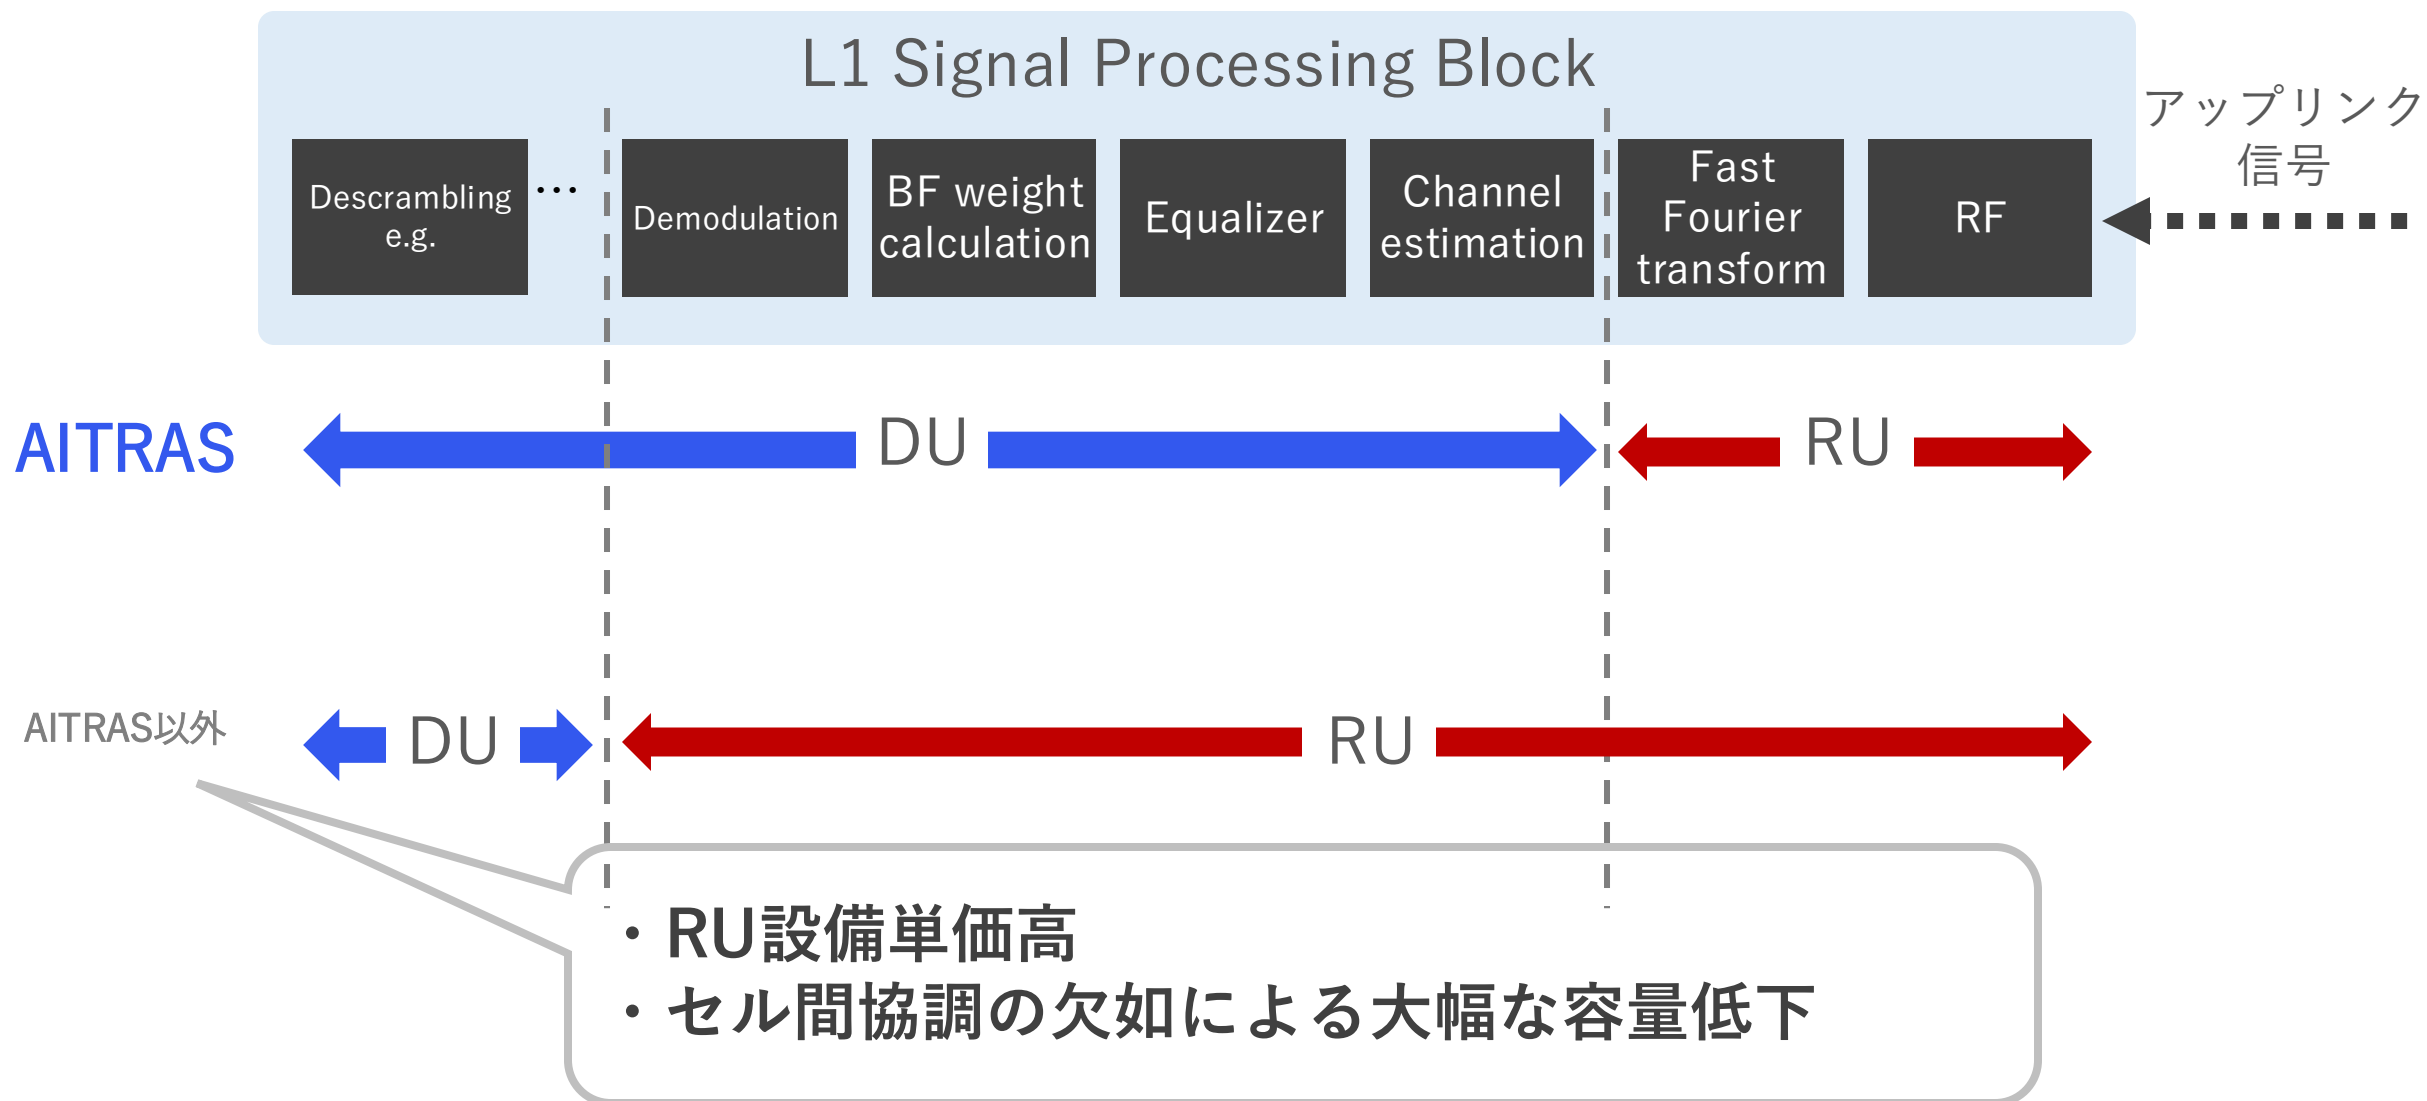 L1 Signal Processing Block
アップリンク
信号
Descrambling
e.g.
…
Demodulation
BF weight
calculation
Equalizer
Channel
estimation
Fast
Fourier
transform
RF
AITRAS
DU
RU
AITRAS以外
DU
RU
・RU設備単価高
・セル間協調の欠如による大幅な容量低下